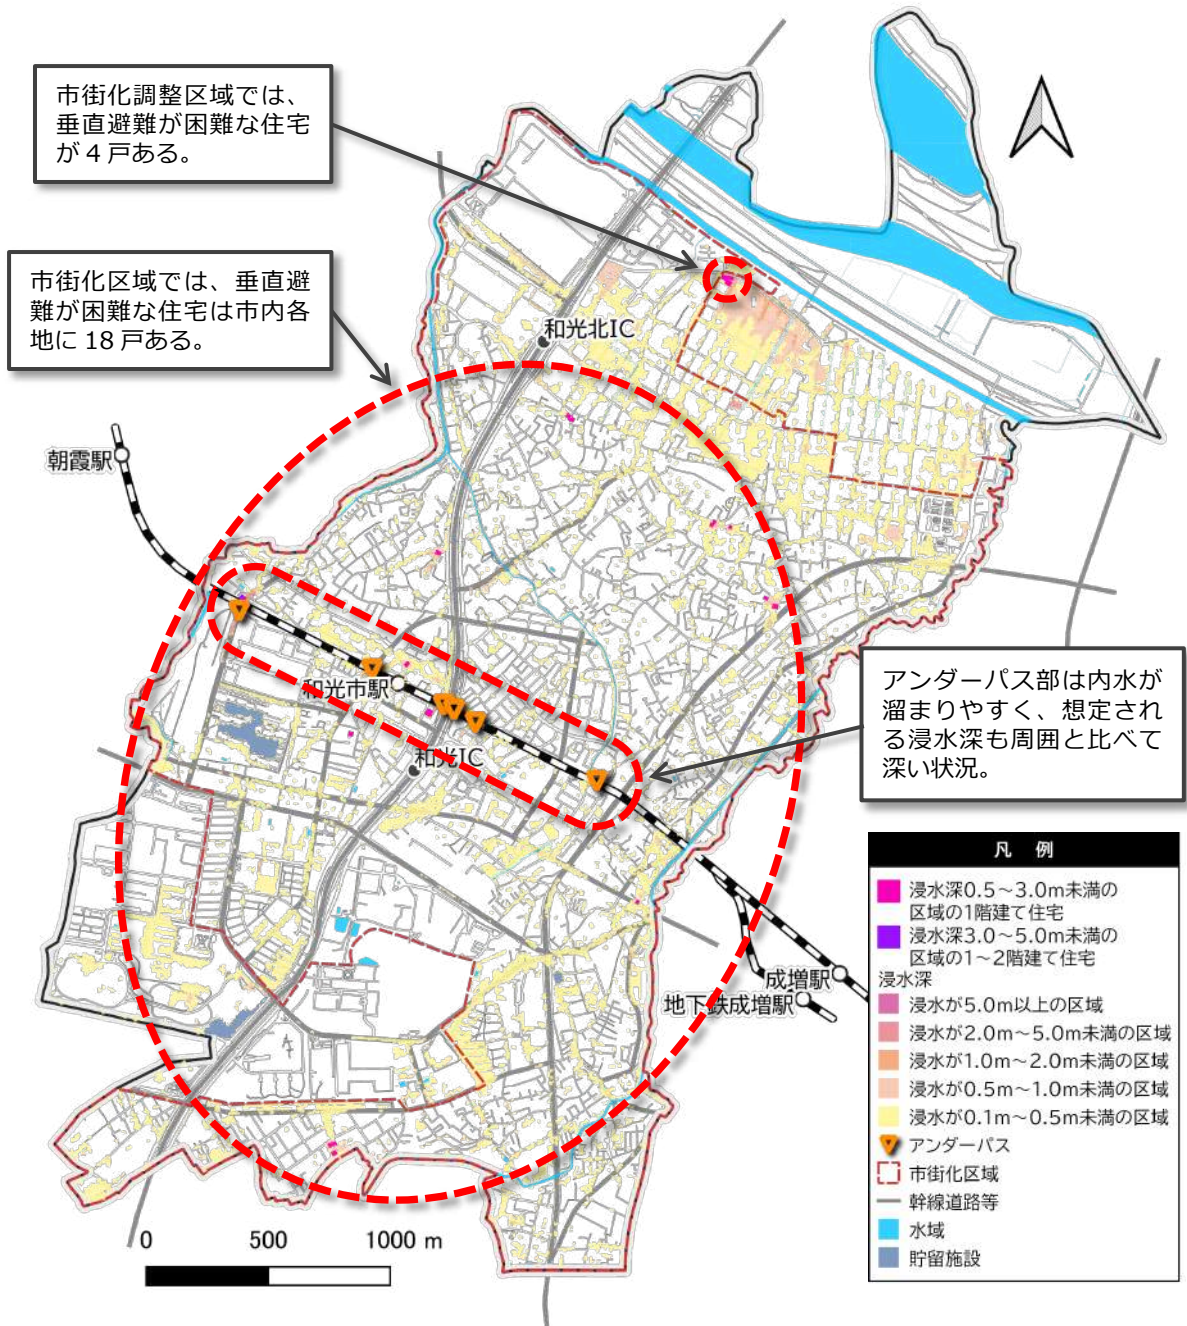 市街化調整区域では、
垂直避難が困難な住宅
が４戸ある。
市街化区域では、垂直避
難が困難な住宅は市内各
地に 18 戸ある。
和光北IC
朝霞駅
和光市駅
和光IC
アンダーパス部は内水が
溜まりやすく、想定され
る浸水深も周囲と比べて
深い状況。
成増駅
地下鉄成増駅
凡 例
浸水深0.5～3.0m未満の
区域の1階建て住宅
浸水深3.0～5.0m未満の
区域の1～2階建て住宅
浸水深
浸水が5.0m以上の区域
浸水が2.0m～5.0m未満の区域
浸水が1.0m～2.0m未満の区域
浸水が0.5m～1.0m未満の区域
浸水が0.1m～0.5m未満の区域
アンダーパス
市街化区域
幹線道路等
水域
貯留施設
0 500 1000 m